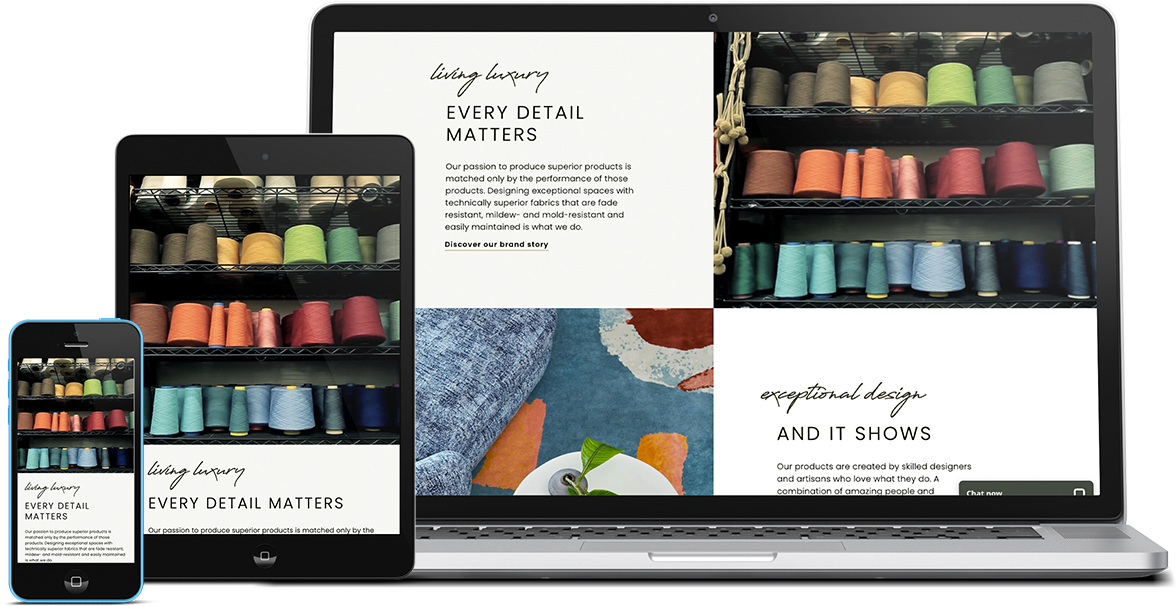 living luxury
EVERY DETAIL
MATTERS
Our passion to produce superior products is
matched only by the performance of those
products. Designing exceptional spaces with
technically superior fabrics that are fade
resistant, mildew- and mold-resistant and
easily maintained is what we do.
Discover our brand story
exceptional design
AND IT SHOWS
Our products are created by skilled designers
and artisans who love what they do. A
combination of amazing people and
Chat now
living luxury
EVERY DETAIL MATTERS
Our passion to produce superior products is matched only by the
living luxury
EVERY DETAIL
MATTERS
Our passion to produce superior products is
matched only by the performance of those
products. Designing exceptional spaces with
technically superior fabrics that are fade resistant,
mildew- and mold-resistant and easily maintained
is what we do.